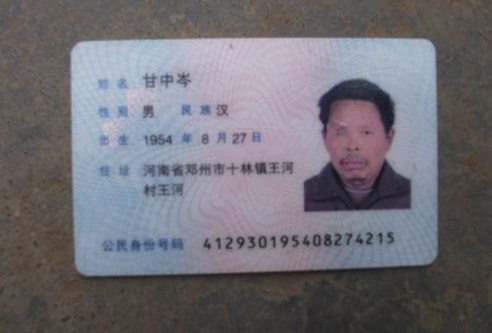 姓名 甘中岑
性别 男 民族 汉
出生 1954 年 8 月 27 日
住址 河南省邓州市十林镇王河
村王河
公民身份号码 412930195408274215